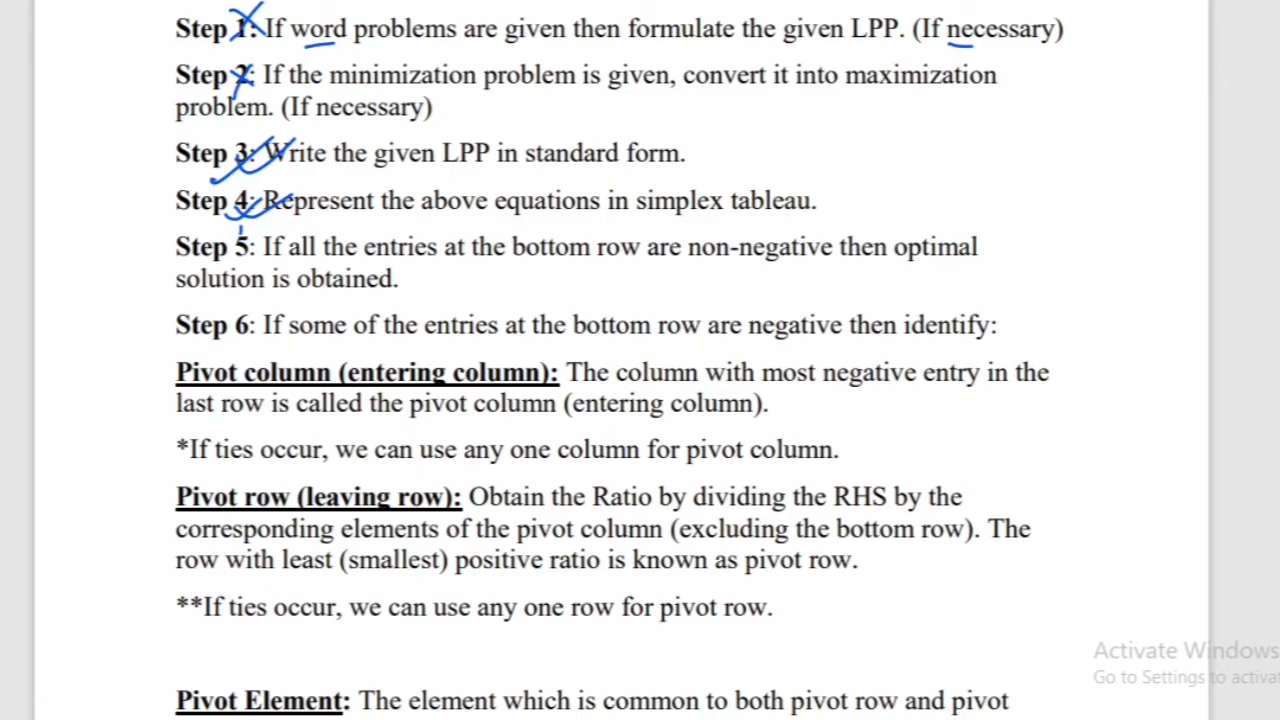 Step 1: If word problems are given then formulate the given LPP. (If necessary)
Step 2: If the minimization problem is given, convert it into maximization
problem. (If necessary)
Step 3: Write the given LPP in standard form.
Step 4: Represent the above equations in simplex tableau.
Step 5: If all the entries at the bottom row are non-negative then optimal
solution is obtained.
Step 6: If some of the entries at the bottom row are negative then identify:
Pivot column (entering column): The column with most negative entry in the
last row is called the pivot column (entering column).
*If ties occur, we can use any one column for pivot column.
Pivot row (leaving row): Obtain the Ratio by dividing the RHS by the
corresponding elements of the pivot column (excluding the bottom row). The
row with least (smallest) positive ratio is known as pivot row.
**If ties occur, we can use any one row for pivot row.
Activate Windows
Go to Settings to activa
Pivot Element: The element which is common to both pivot row and pivot